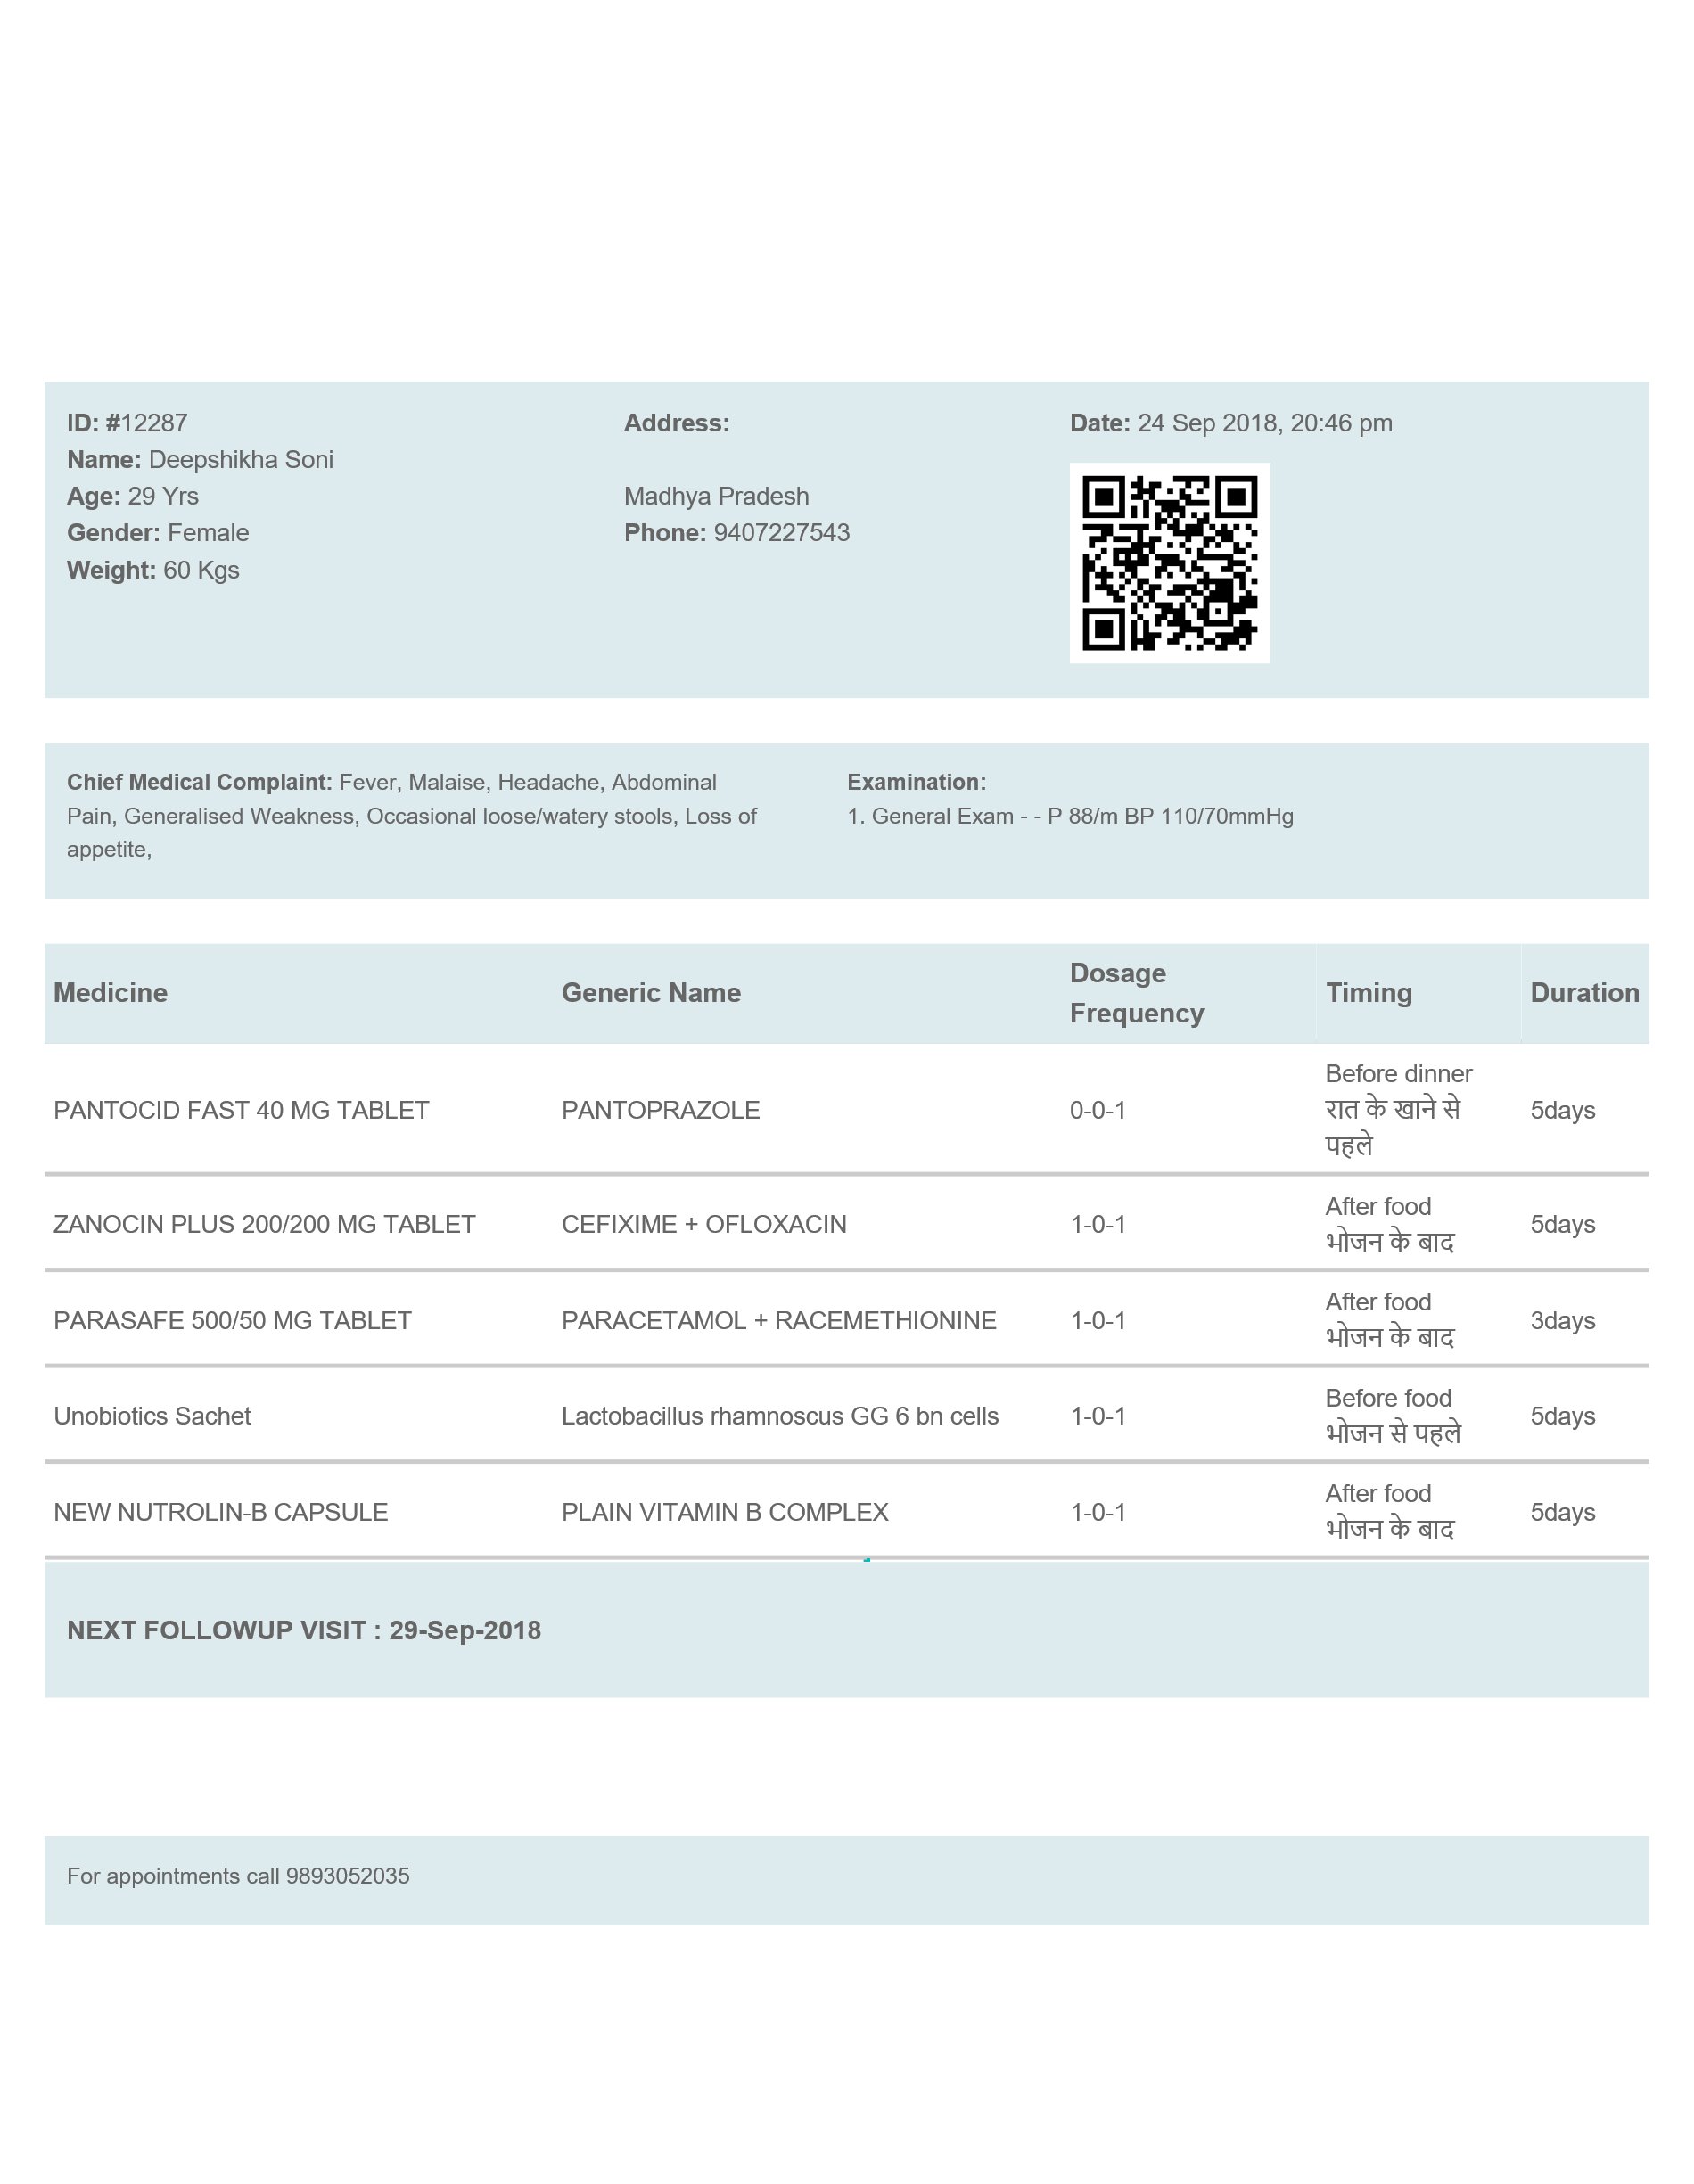 ID: #12287
Name: Deepshikha Soni
Age: 29 Yrs
Gender: Female
Weight: 60 Kgs
Address:
Madhya Pradesh
Phone: 9407227543
Date: 24 Sep 2018, 20:46 pm
Chief Medical Complaint: Fever, Malaise, Headache, Abdominal
Pain, Generalised Weakness, Occasional loose/watery stools, Loss of
appetite,
Examination:
1. General Exam - - P 88/m BP 110/70mmHg
Medicine Generic Name Dosage Frequency Timing Duration
PANTOCID FAST 40 MG TABLET PANTOPRAZOLE 0-0-1 Before dinner 5days
रात के खाने से
पहले
ZANOCIN PLUS 200/200 MG TABLET CEFIXIME + OFLOXACIN 1-0-1 After food 5days
भोजन के बाद
PARASAFE 500/50 MG TABLET PARACETAMOL + RACEMETHIONINE 1-0-1 After food 3days
भोजन के बाद
Unobiotics Sachet Lactobacillus rhamnoscus GG 6 bn cells 1-0-1 Before food 5days
भोजन से पहले
NEW NUTROLIN-B CAPSULE PLAIN VITAMIN B COMPLEX 1-0-1 After food 5days
भोजन के बाद
NEXT FOLLOWUP VISIT : 29-Sep-2018
For appointments call 9893052035